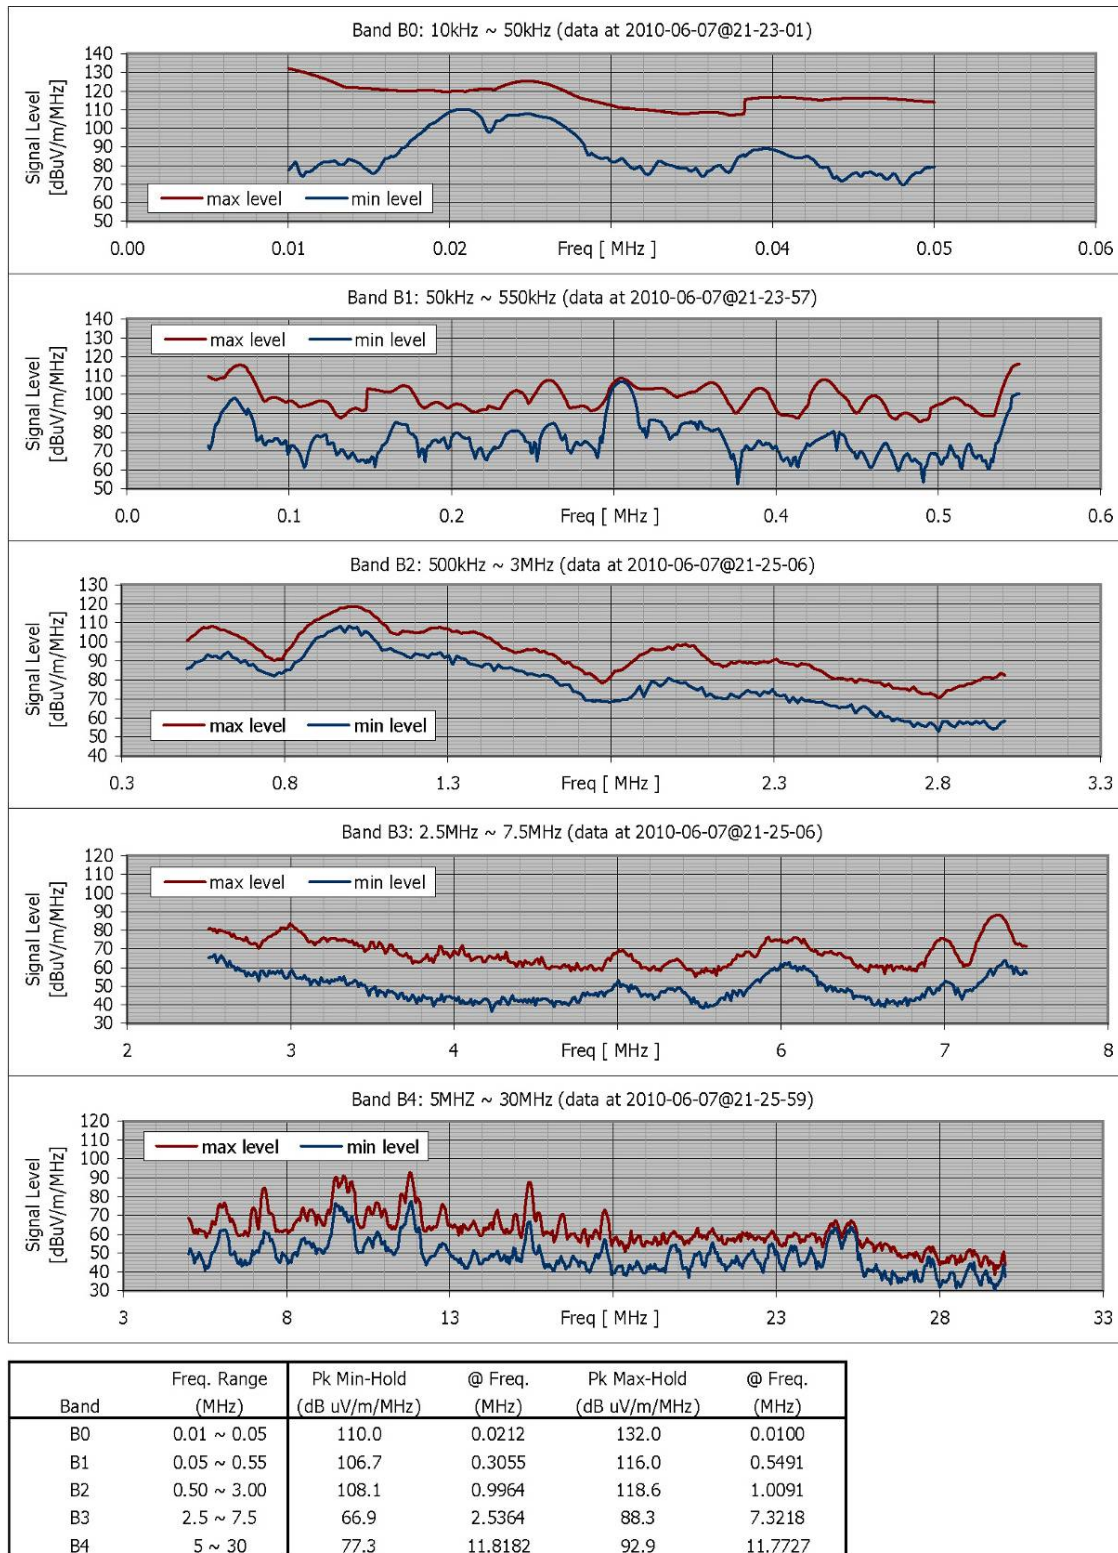 Band B0: 10kHz ~ 50kHz (data at 2010-06-07@21-23-01)
Signal Level
[dBuV/m/MHz]
140
130
120
110
100
90
80
70
60
50
max level min level
0.00 0.01 0.02 Freq [ MHz ] 0.04 0.05 0.06
Band B1: 50kHz ~ 550kHz (data at 2010-06-07@21-23-57)
Signal Level
[dBuV/m/MHz]
140
130
120
110
100
90
80
70
60
50
max level min level
0.0 0.1 0.2 Freq [ MHz ] 0.4 0.5 0.6
Band B2: 500kHz ~ 3MHz (data at 2010-06-07@21-25-06)
Signal Level
[dBuV/m/MHz]
130
120
110
100
90
80
70
60
50
40
max level min level
0.3 0.8 1.3 Freq [ MHz ] 2.3 2.8 3.3
Band B3: 2.5MHz ~ 7.5MHz (data at 2010-06-07@21-25-06)
Signal Level
[dBuV/m/MHz]
120
110
100
90
80
70
60
50
40
30
max level min level
2 3 4 Freq [ MHz ] 6 7 8
Band B4: 5MHZ ~ 30MHz (data at 2010-06-07@21-25-59)
Signal Level
[dBuV/m/MHz]
120
110
100
90
80
70
60
50
40
30
max level min level
3 8 13 Freq [ MHz ] 23 28 33
Freq. Range Pk Min-Hold @ Freq. Pk Max-Hold @ Freq.
Band (MHz) (dB uV/m/MHz) (MHz) (dB uV/m/MHz) (MHz)
B0 0.01 ~ 0.05 110.0 0.0212 132.0 0.0100
B1 0.05 ~ 0.55 106.7 0.3055 116.0 0.5491
B2 0.50 ~ 3.00 108.1 0.9964 118.6 1.0091
B3 2.5 ~ 7.5 66.9 2.5364 88.3 7.3218
B4 5 ~ 30 77.3 11.8182 92.9 11.7727